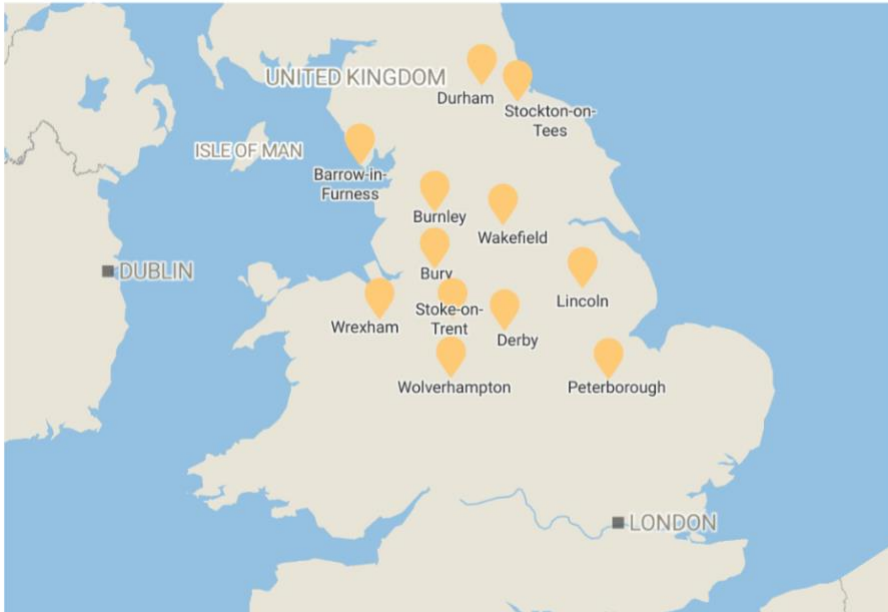 UNITED KINGDOM
Durham
Stockton-on-
Tees
ISLE OF MAN
Barrow-in-
Furness
Burnley
Wakefield
Bury
DUBLIN
Lincoln
Stoke-on-
Trent
Wrexham
Derby
Wolverhampton
Peterborough
LONDON